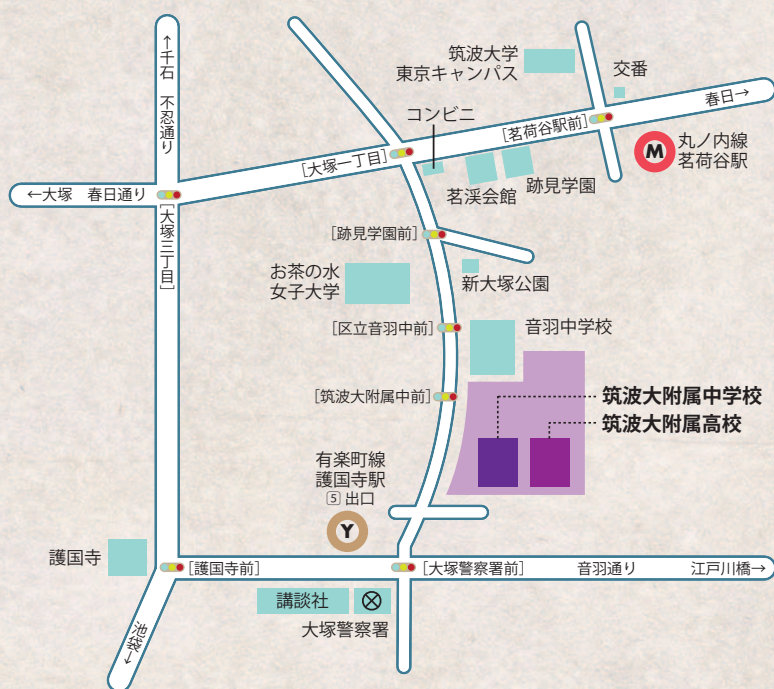 ←千石 不忍通り
筑波大学
東京キャンパス
交番
春日→
コンビニ
[茗荷谷駅前]
M
丸ノ内線
茗荷谷駅
[大塚一丁目]
茗渓会館
跡見学園
←大塚 春日通り
[大塚三丁目]
[跡見学園前]
お茶の水
女子大学
新大塚公園
[区立音羽中前]
音羽中学校
[筑波大附属中前]
筑波大附属中学校
筑波大附属高校
有楽町線
護国寺駅
5 出口
Y
護国寺
[護国寺前]
[大塚警察署前]
音羽通り
江戸川橋→
講談社
大塚警察署
池袋→